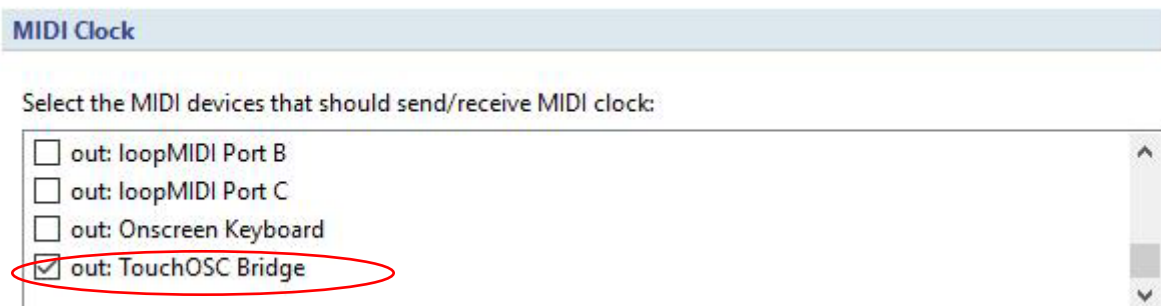 MIDI Clock
Select the MIDI devices that should send/receive MIDI clock:
out: loopMIDI Port B
out: loopMIDI Port C
out: Onscreen Keyboard
out: TouchOSC Bridge